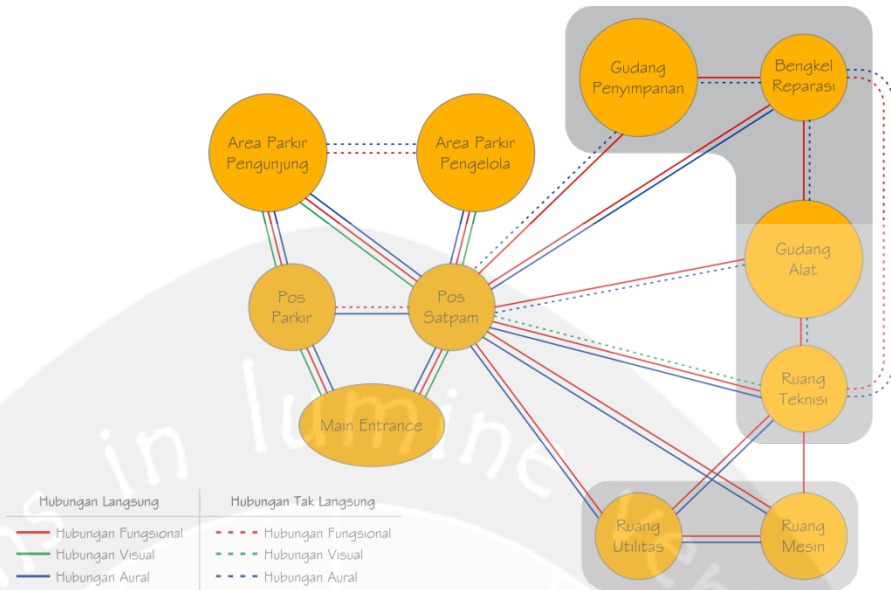 Gudang
Penyimpanan
Bengkel
Reparasi
Area Parkir
Pengunjung
Area Parkir
Pengelola
Gudang
Alat
Pos
Parkir
Pos
Satpam
Ruang
Teknisi
Main Entrance
Ruang
Utilitas
Ruang
Mesin
Hubungan Langsung
Hubungan Tak Langsung
Hubungan Fungsional
Hubungan Fungsional
Hubungan Visual
Hubungan Visual
Hubungan Aural
Hubungan Aural
in lumine